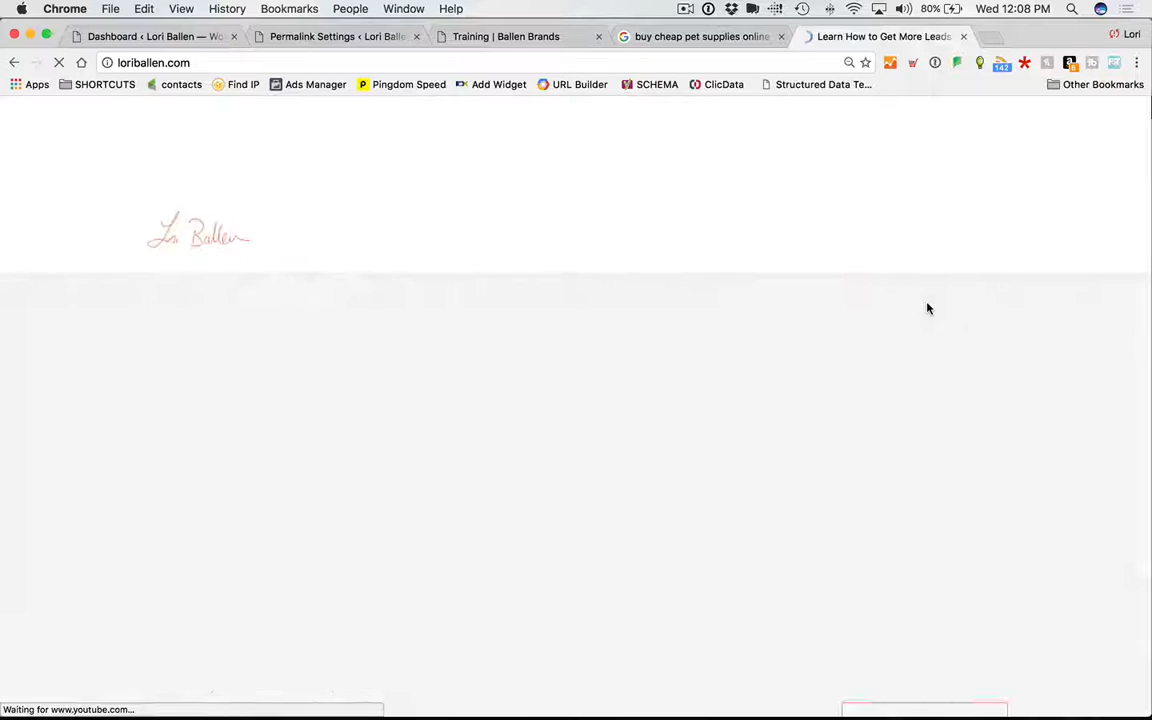 Chrome File Edit View History Bookmarks People Window Help 80% Wed 12:08 PM
Dashboard ‹ Lori Ballen — Wo Permalink Settings ‹ Lori Balle Training | Ballen Brands buy cheap pet supplies online Learn How to Get More Leads Lori
loriballen.com 142 6
Apps SHORTCUTS contacts Find IP Ads Manager Pingdom Speed Add Widget URL Builder SCHEMA ClicData Structured Data Te... Other Bookmarks
Lori Ballen
Waiting for www.youtube.com...